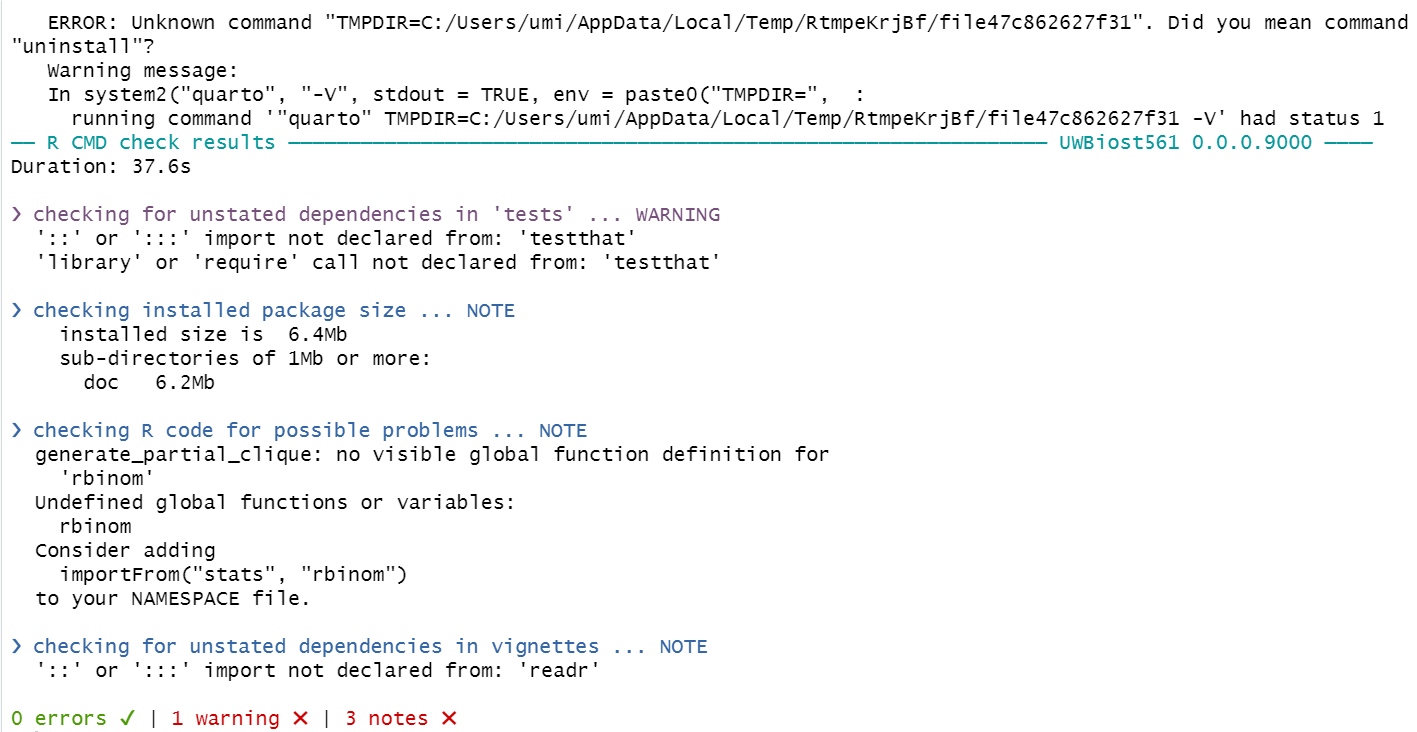 ERROR: Unknown command "TMPDIR=C:/Users/umi/AppData/Local/Temp/RtmpeKrjBf/file47c862627f31". Did you mean command
"uninstall"?
Warning message:
In system2("quarto", "-V", stdout = TRUE, env = paste0("TMPDIR=",  :
running command '"quarto" TMPDIR=C:/Users/umi/AppData/Local/Temp/RtmpeKrjBf/file47c862627f31 -V' had status 1
── R CMD check results ─────────────────────────────────────────────────────────────── UWBiost561 0.0.0.9000 ────
Duration: 37.6s
❯ checking for unstated dependencies in 'tests' ... WARNING
'::' or ':::' import not declared from: 'testthat'
'library' or 'require' call not declared from: 'testthat'
❯ checking installed package size ... NOTE
installed size is  6.4Mb
sub-directories of 1Mb or more:
doc   6.2Mb
❯ checking R code for possible problems ... NOTE
generate_partial_clique: no visible global function definition for
'rbinom'
Undefined global functions or variables:
rbinom
Consider adding
importFrom("stats", "rbinom")
to your NAMESPACE file.
❯ checking for unstated dependencies in vignettes ... NOTE
'::' or ':::' import not declared from: 'readr'
0 errors ✔ | 1 warning ✖ | 3 notes ✖